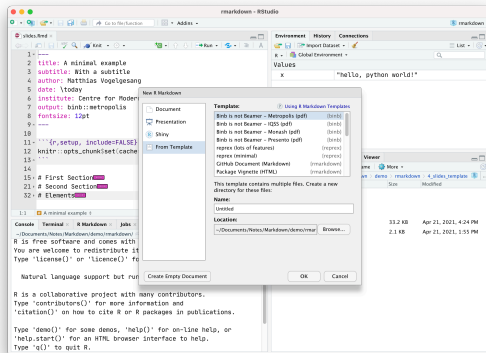 rmarkdown - RStudio
Go to file/function
Addins
rmarkdown
slides.Rmd
Knit
Run
1 ---
2 title: A minimal example
3 subtitle: With a subtitle
4 author: Matthias Vogelgesang
5 date: \today
6 institute: Centre for Moder
7 output: binb::metropolis
8 fontsize: 12pt
9 ---
10
11 ```{r,setup, include=FALSE}
12 knitr::opts_chunk$set(cache
13 ```
14
15 # First Section
21 # Second Section
32 # Elements
1:1 A minimal example
Console Terminal R Markdown Jobs
~/Documents/Notes/Markdown/demo/rmarkdown/
R is free software and comes with
You are welcome to redistribute it
Type 'license()' or 'licence()' fo
Natural language support but run
R is a collaborative project with many contributors.
Type 'contributors()' for more information and
'citation()' on how to cite R or R packages in publications.
Type 'demo()' for some demos, 'help()' for on-line help, or
'help.start()' for an HTML browser interface to help.
Type 'q()' to quit R.
New R Markdown
Document
Presentation
Shiny
From Template
Template:
Using R Markdown Templates
Binb is not Beamer - Metropolis (pdf) {binb}
Binb is not Beamer - IQSS (pdf) {binb}
Binb is not Beamer - Monash (pdf) {binb}
Binb is not Beamer - Presento (pdf) {binb}
reprex (lots of features) {reprex}
reprex (minimal) {reprex}
GitHub Document (Markdown) {rmarkdown}
Package Vignette (HTML) {rmarkdown}
This template contains multiple files. Create a new
directory for these files:
Name:
Untitled
Location:
~/Documents/Notes/Markdown/demo/rmar
Browse...
Create Empty Document
OK
Cancel
Environment History Connections
Import Dataset
List
R Global Environment
Values
x "hello, python world!"
Viewer
More
demo rmarkdown 4_slides_template
Size Modified
33.2 KB Apr 21, 2021, 4:24 PM
2.1 KB Apr 21, 2021, 1:55 PM